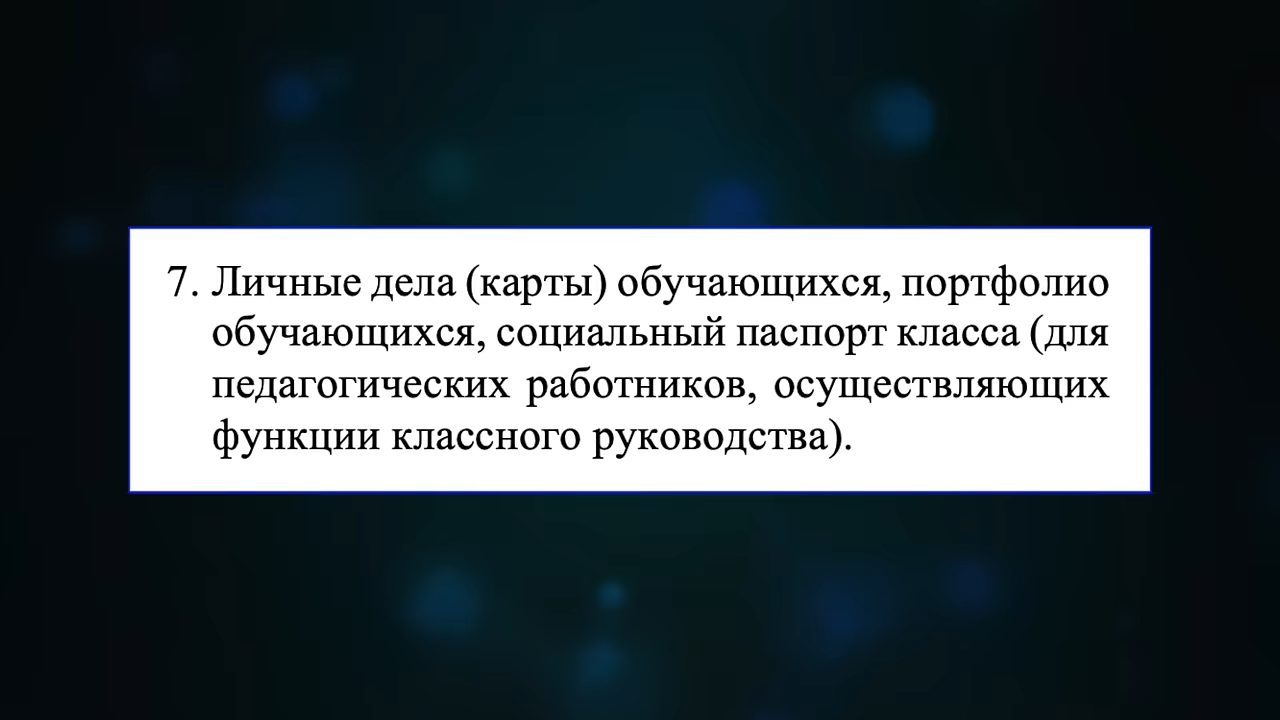 7. Личные дела (карты) обучающихся, портфолио
обучающихся, социальный паспорт класса (для
педагогических работников, осуществляющих
функции классного руководства).